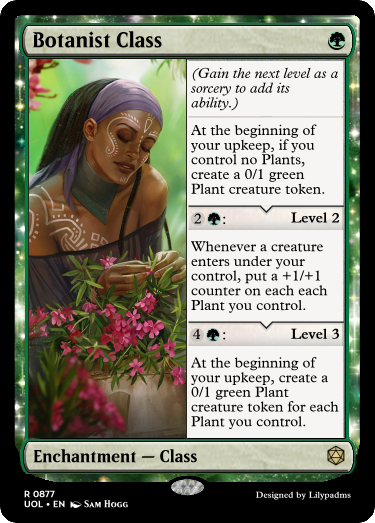 Botanist Class
(Gain the next level as a
sorcery to add its
ability.)
At the beginning of
your upkeep, if you
control no Plants,
create a 0/1 green
Plant creature token.
2 : Level 2
Whenever a creature
enters under your
control, put a +1/+1
counter on each each
Plant you control.
4 : Level 3
At the beginning of
your upkeep, create a
0/1 green Plant
creature token for each
Plant you control.
Enchantment — Class
R 0877
UOL • EN Sam Hogg
Designed by Lilypadms